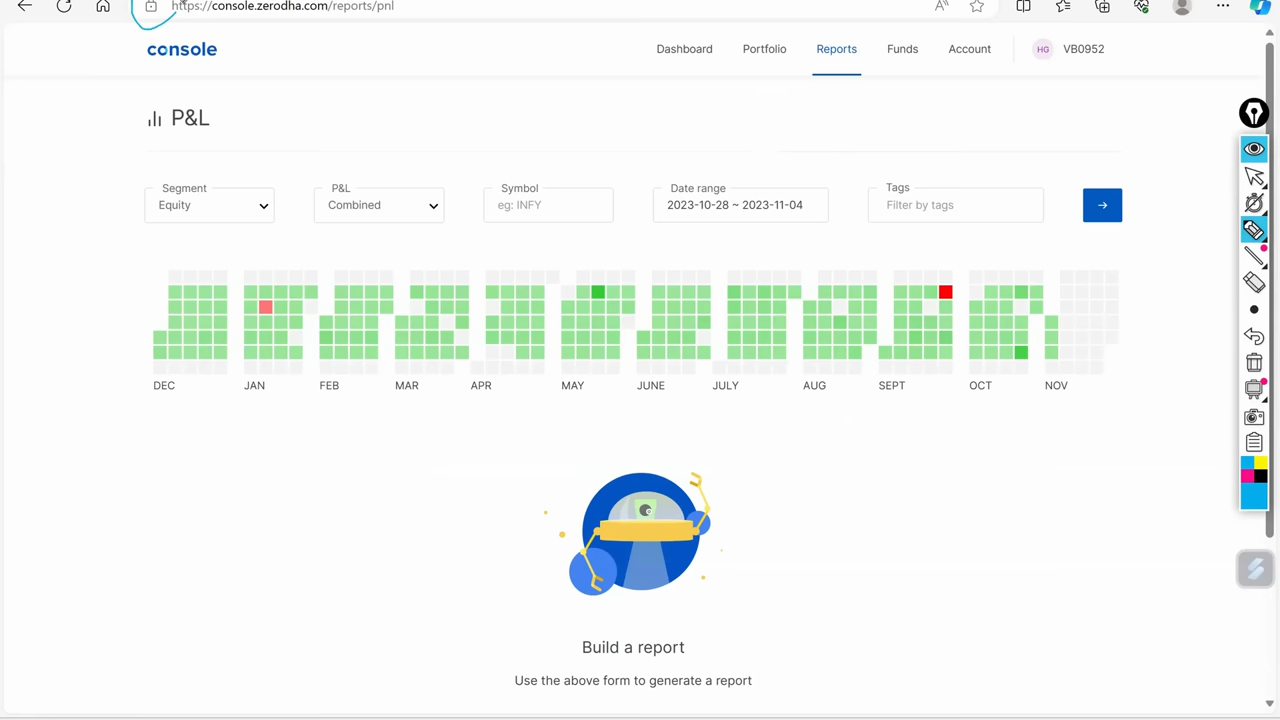 https://console.zerodha.com/reports/pnl
console
Dashboard Portfolio Reports Funds Account HG VB0952
P&L
Segment P&L Symbol Date range Tags
Equity Combined eg: INFY 2023-10-28 ~ 2023-11-04 Filter by tags
DEC JAN FEB MAR APR MAY JUNE JULY AUG SEPT OCT NOV
Build a report
Use the above form to generate a report